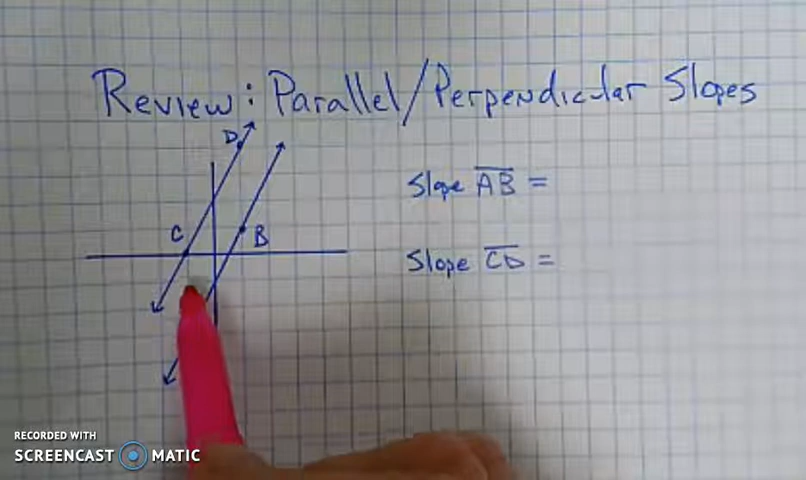 Review: Parallel/Perpendicular Slopes
D
C
B
Slope AB =
Slope CD =
RECORDED WITH
SCREENCAST MATIC